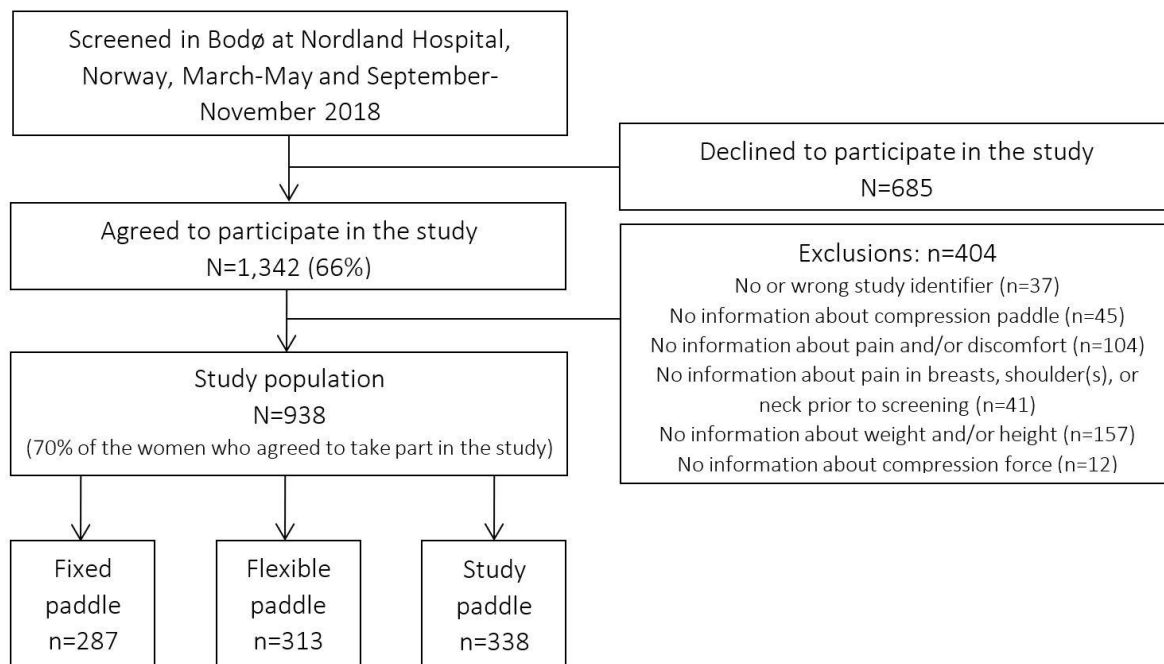 Screened in Bodø at Nordland Hospital,
Norway, March-May and September-
November 2018
Declined to participate in the study
N=685
Agreed to participate in the study
N=1,342 (66%)
Exclusions: n=404
No or wrong study identifier (n=37)
No information about compression paddle (n=45)
No information about pain and/or discomfort (n=104)
No information about pain in breasts, shoulder(s), or
neck prior to screening (n=41)
No information about weight and/or height (n=157)
No information about compression force (n=12)
Study population
N=938
(70% of the women who agreed to take part in the study)
Fixed
paddle
n=287
Flexible
paddle
n=313
Study
paddle
n=338